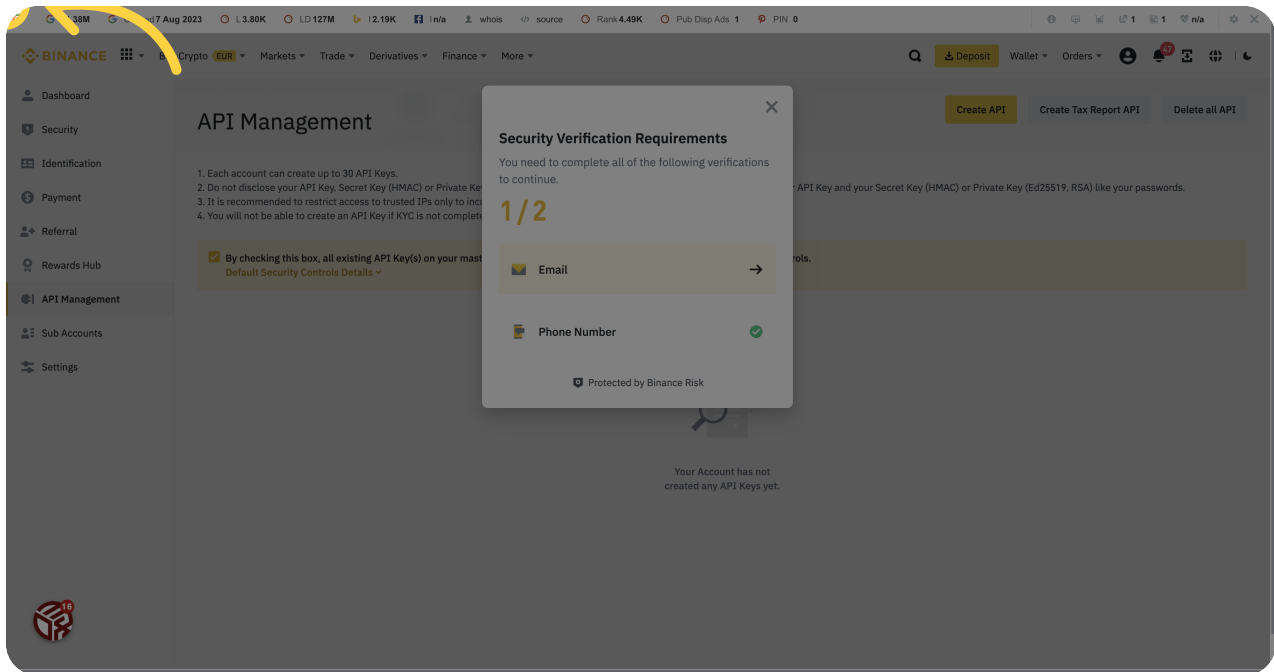 38M
7 Aug 2023
L 3.80K
LD 127M
I 2.19K
I n/a
whois
source
Rank 4.49K
Pub Disp Ads 1
PIN 0
1
1
n/a
BINANCE
Crypto EUR
Markets
Trade
Derivatives
Finance
More
Deposit
Wallet
Orders
47
Dashboard
Security
Identification
Payment
Referral
Rewards Hub
API Management
Sub Accounts
Settings
16
API Management
Create API
Create Tax Report API
Delete all API
1. Each account can create up to 30 API Keys.
2. Do not disclose your API Key, Secret Key (HMAC) or Private API Key and your Secret Key (HMAC) or Private Key (Ed25519, RSA) like your passwords.
3. It is recommended to restrict access to trusted IPs only to
4. You will not be able to create an API Key if KYC is not
By checking this box, all existing API Key(s) on your
Default Security Controls Details
Security Verification Requirements
You need to complete all of the following verifications
to continue.
1 / 2
Email
Phone Number
Protected by Binance Risk
Your Account has not
created any API Keys yet.